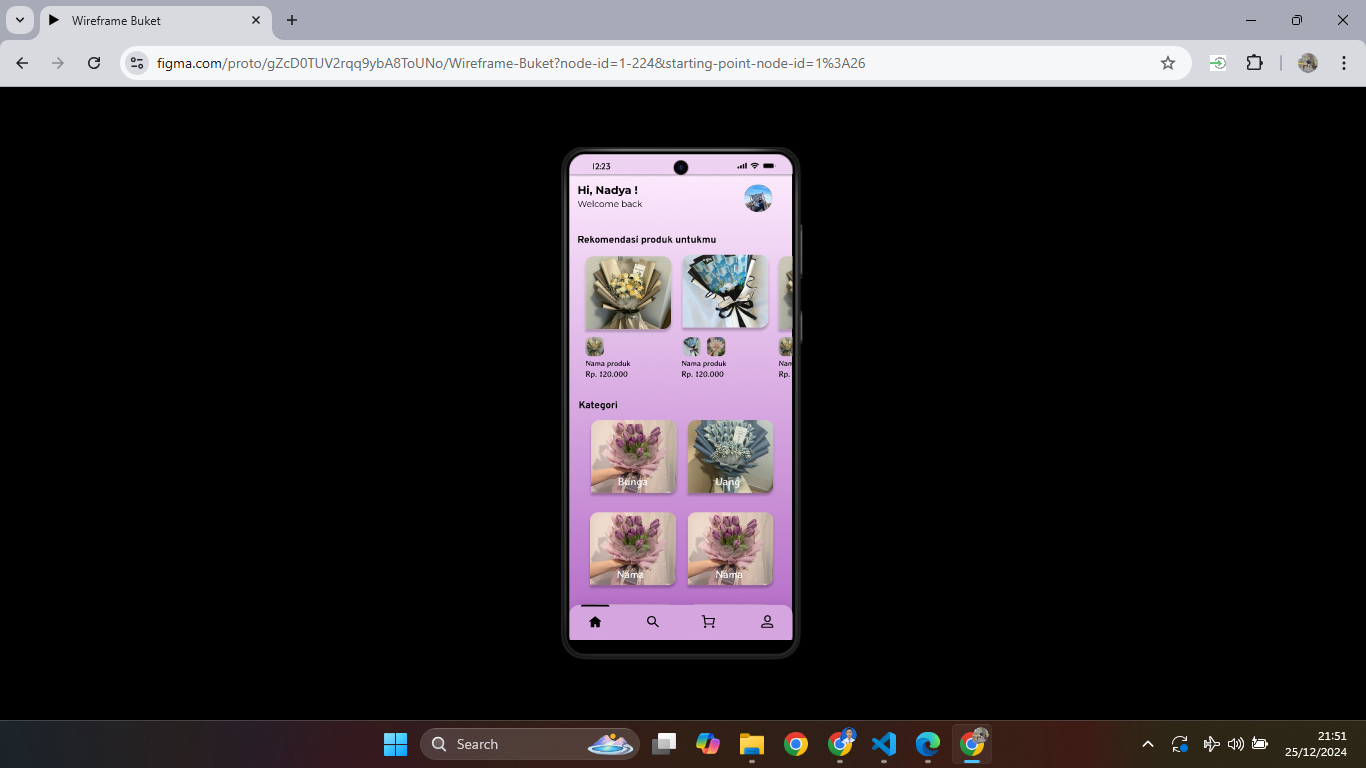 Wireframe Buket
figma.com/proto/gZcD0TUV2rqq9ybA8ToUNo/Wireframe-Buket?node-id=1-224&starting-point-node-id=1%3A26
12:23
Hi, Nadya !
Welcome back
Rekomendasi produk untukmu
Nama produk
Rp. 120.000
Nama produk
Rp. 120.000
Nam
Rp.
Kategori
Bunga
Uang
Nama
Nama
Search
21:51
25/12/2024